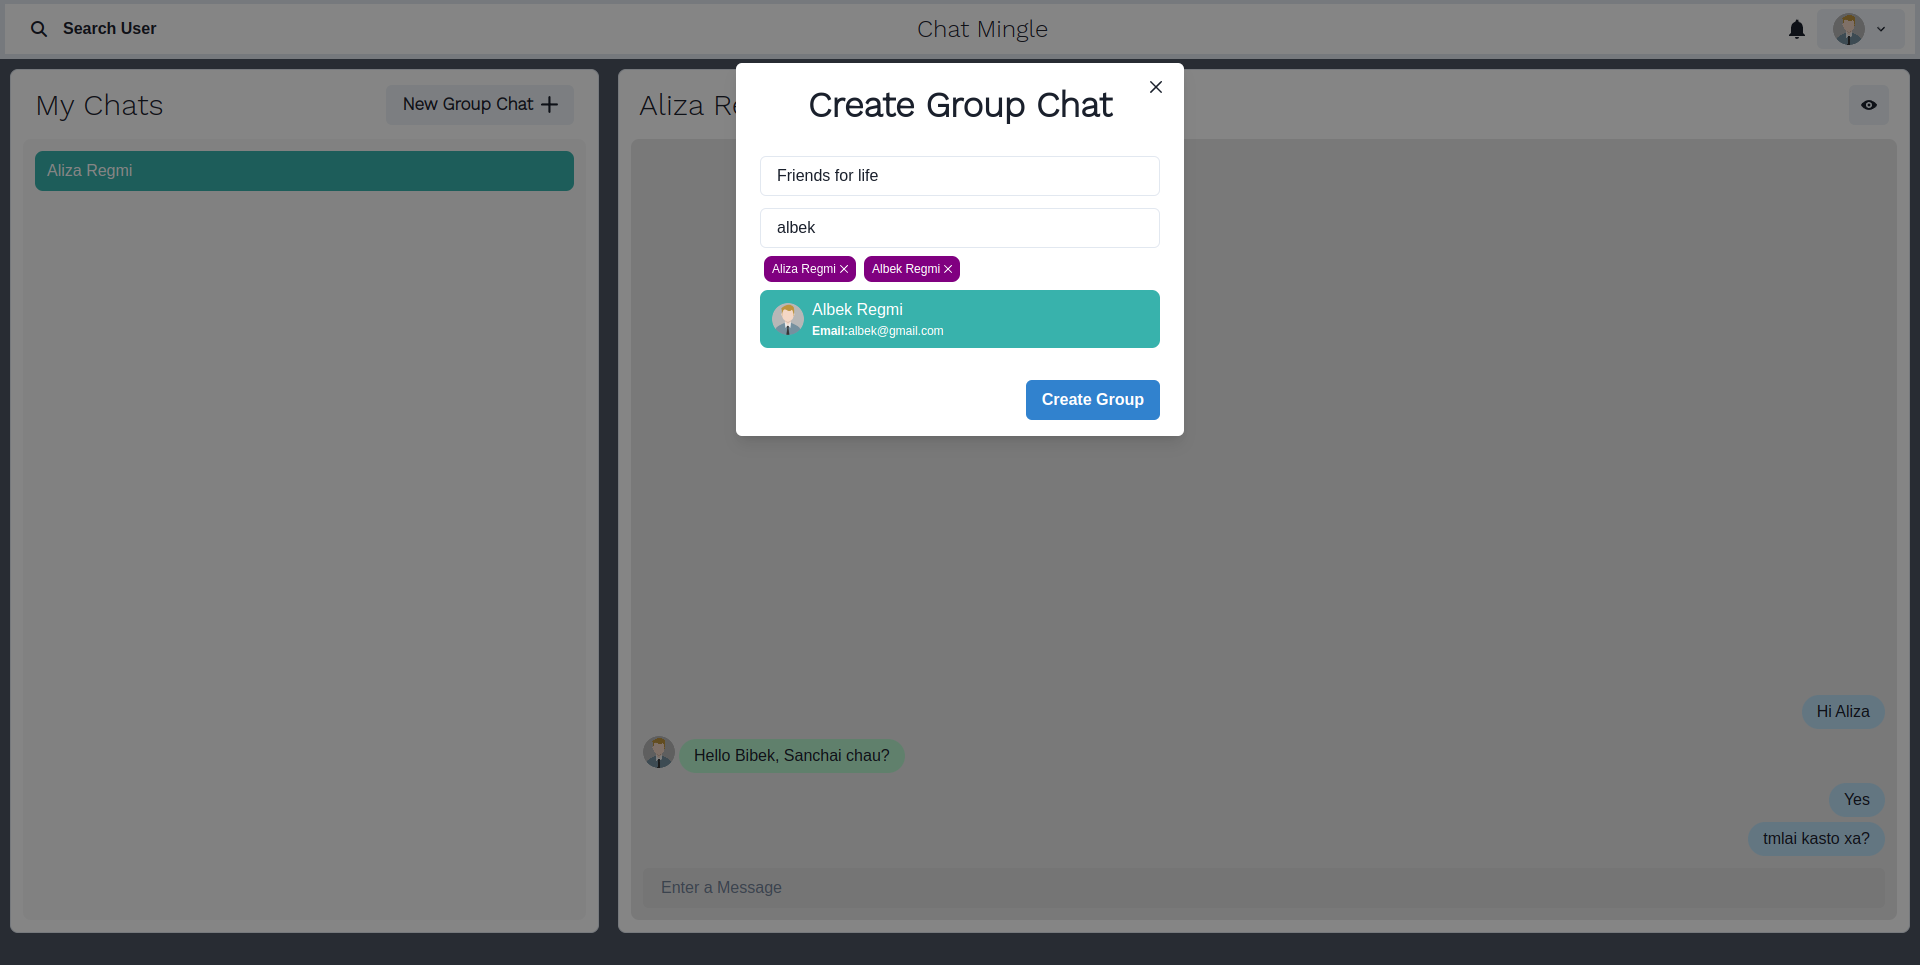 Search User
Chat Mingle
My Chats
New Group Chat
Aliza Regmi
Aliza Re
Create Group Chat
Friends for life
albek
Aliza Regmi
Albek Regmi
Albek Regmi
Email:albek@gmail.com
Create Group
Hi Aliza
Hello Bibek, Sanchai chau?
Yes
tmlai kasto xa?
Enter a Message